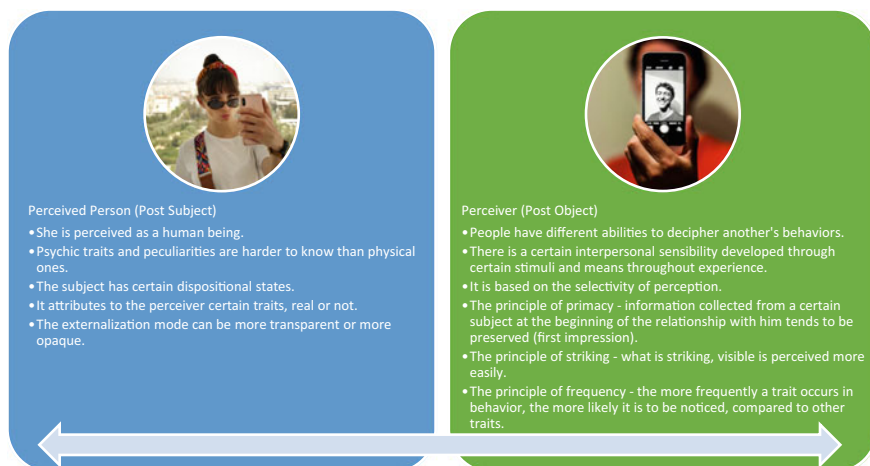 Perceived Person (Post Subject)
•She is perceived as a human being.
•Psychic traits and peculiarities are harder to know than physical
ones.
•The subject has certain dispositional states.
•It attributes to the perceiver certain traits, real or not.
•The externalization mode can be more transparent or more
opaque.
Perceiver (Post Object)
•People have different abilities to decipher another's behaviors.
•There is a certain interpersonal sensibility developed through
certain stimuli and means throughout experience.
•It is based on the selectivity of perception.
•The principle of primacy - information collected from a certain
subject at the beginning of the relationship with him tends to be
preserved (first impression).
•The principle of striking - what is striking, visible is perceived more
easily.
•The principle of frequency - the more frequently a trait occurs in
behavior, the more likely it is to be noticed, compared to other
traits.